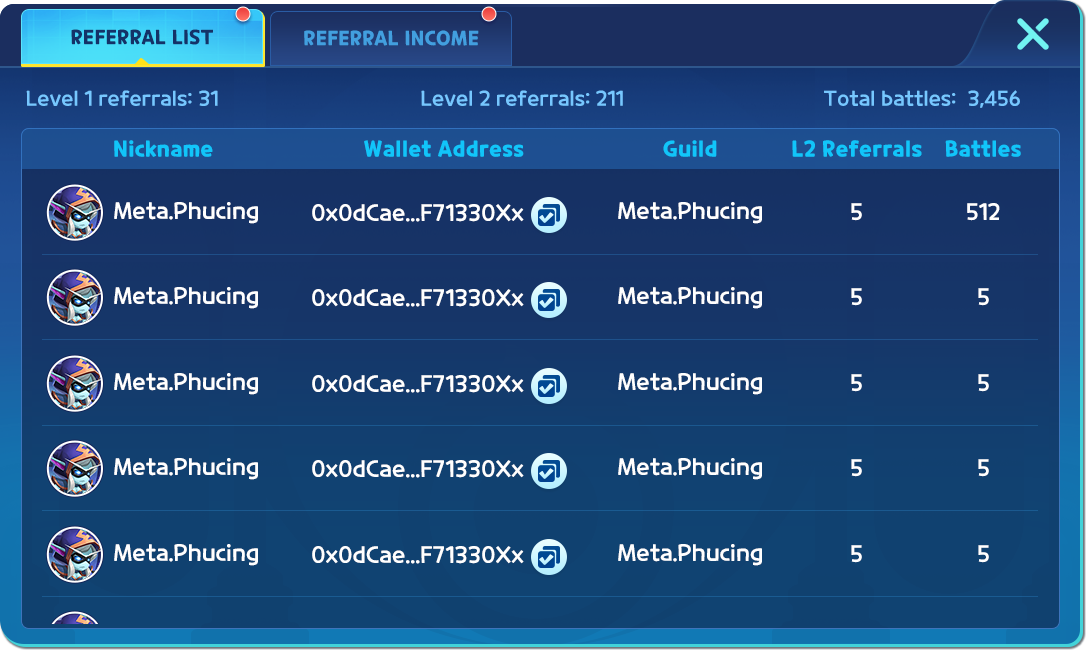 REFERRAL LIST REFERRAL INCOME
Level 1 referrals: 31 Level 2 referrals: 211 Total battles: 3,456
Nickname Wallet Address Guild L2 Referrals Battles
Meta.Phucing 0x0dCae...F71330Xx Meta.Phucing 5 512
Meta.Phucing 0x0dCae...F71330Xx Meta.Phucing 5 5
Meta.Phucing 0x0dCae...F71330Xx Meta.Phucing 5 5
Meta.Phucing 0x0dCae...F71330Xx Meta.Phucing 5 5
Meta.Phucing 0x0dCae...F71330Xx Meta.Phucing 5 5